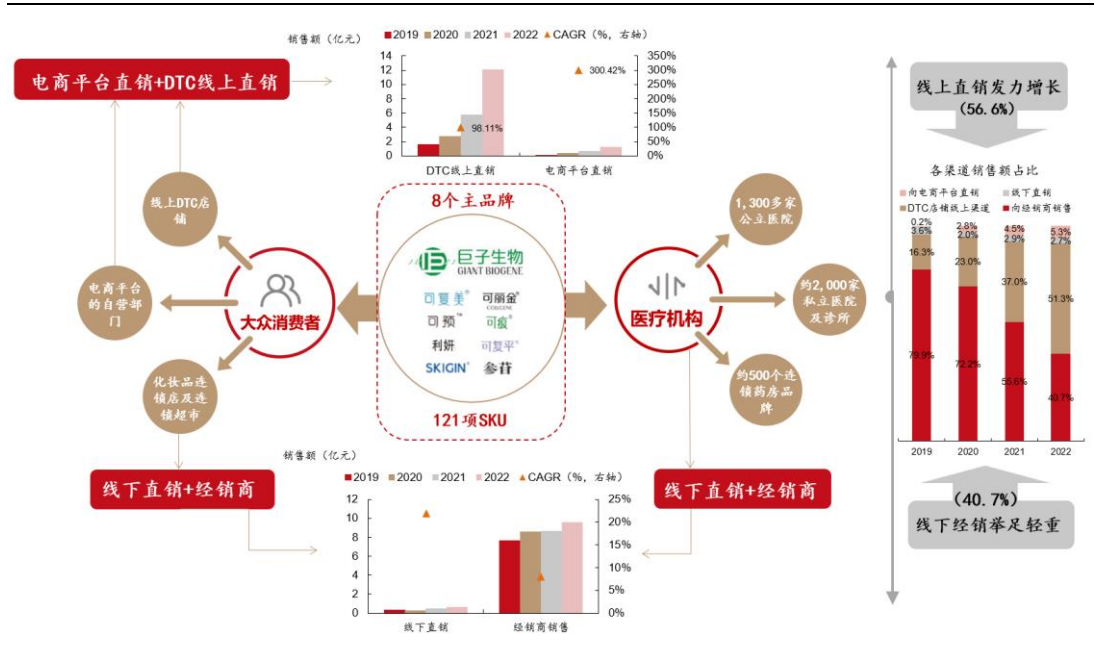 销售额（亿元）
2019 2020 2021 2022 CAGR（%，右轴）
14
12
10
8
6
4
2
0
350%
300%
250%
200%
150%
100%
50%
0%
98.11%
300.42%
DTC线上直销
电商平台直销
电商平台直销+DTC线上直销
线上DTC店
铺
电商平台
的自营部
门
化妆品连
锁店及连
锁超市
大众消费者
8个主品牌
巨子生物
GIANT BIOGENE
可复美®
可丽金®
COLLGENE
可预™
可痕®
利妍
可复平®
SKIGIN®
参苷
121项SKU
医疗机构
1,300多家
公立医院
约2,000家
私立医院
及诊所
约500个连
锁药房品
牌
线下直销+经销商
线下直销+经销商
销售额（亿元）
2019 2020 2021 2022 CAGR（%，右轴）
12
10
8
6
4
2
0
25%
20%
15%
10%
5%
0%
线下直销
经销商销售
线上直销发力增长
(56.6%)
各渠道销售额占比
向电商平台直销 线下直销
DTC店铺线上渠道 向经销商销售
0.2%
3.6%
16.3%
79.9%
2.8%
2.0%
23.0%
72.2%
4.5%
2.9%
37.0%
55.6%
5.3%
2.7%
51.3%
40.7%
2019 2020 2021 2022
(40.7%)
线下经销举足轻重